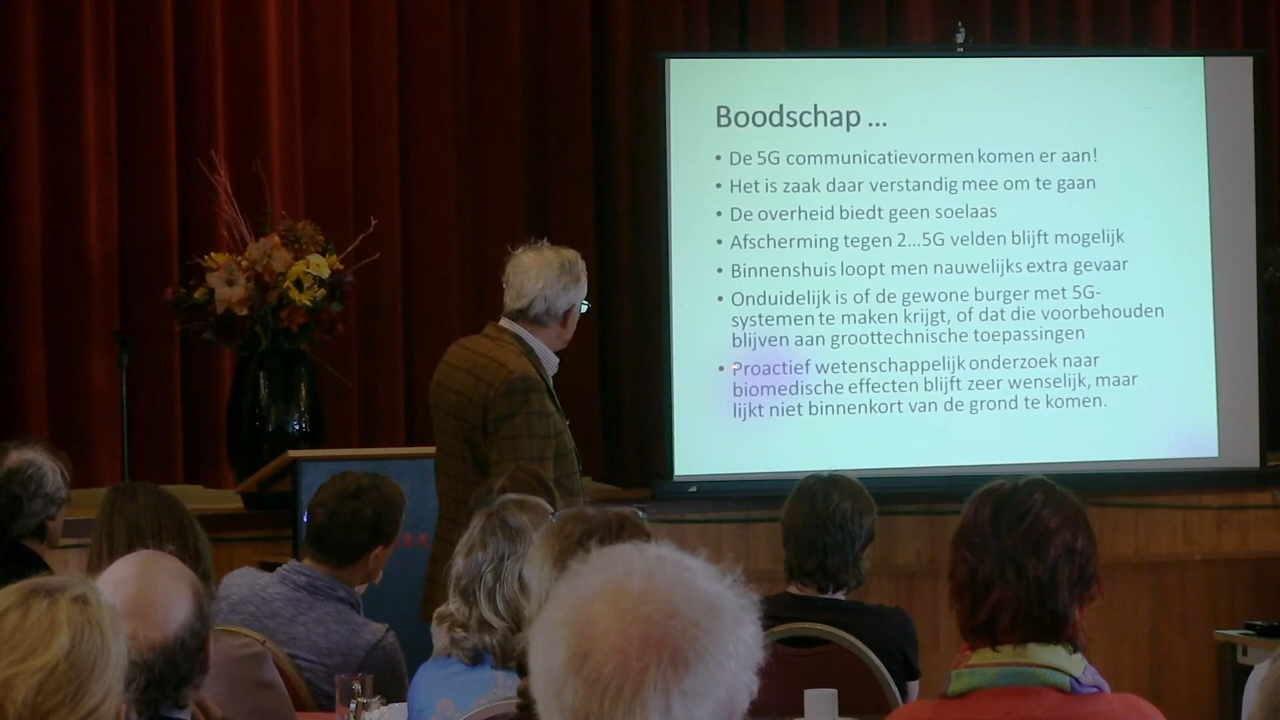 Boodschap ...
• De 5G communicatievormen komen er aan!
• Het is zaak daar verstandig mee om te gaan
• De overheid biedt geen soelaas
• Afscherming tegen 2...5G velden blijft mogelijk
• Binnenshuis loopt men nauwelijks extra gevaar
• Onduidelijk is of de gewone burger met 5G-
systemen te maken krijgt, of dat die voorbehouden
blijven aan groottechnische toepassingen
• Proactief wetenschappelijk onderzoek naar
biomedische effecten blijft zeer wenselijk, maar
lijkt niet binnenkort van de grond te komen.